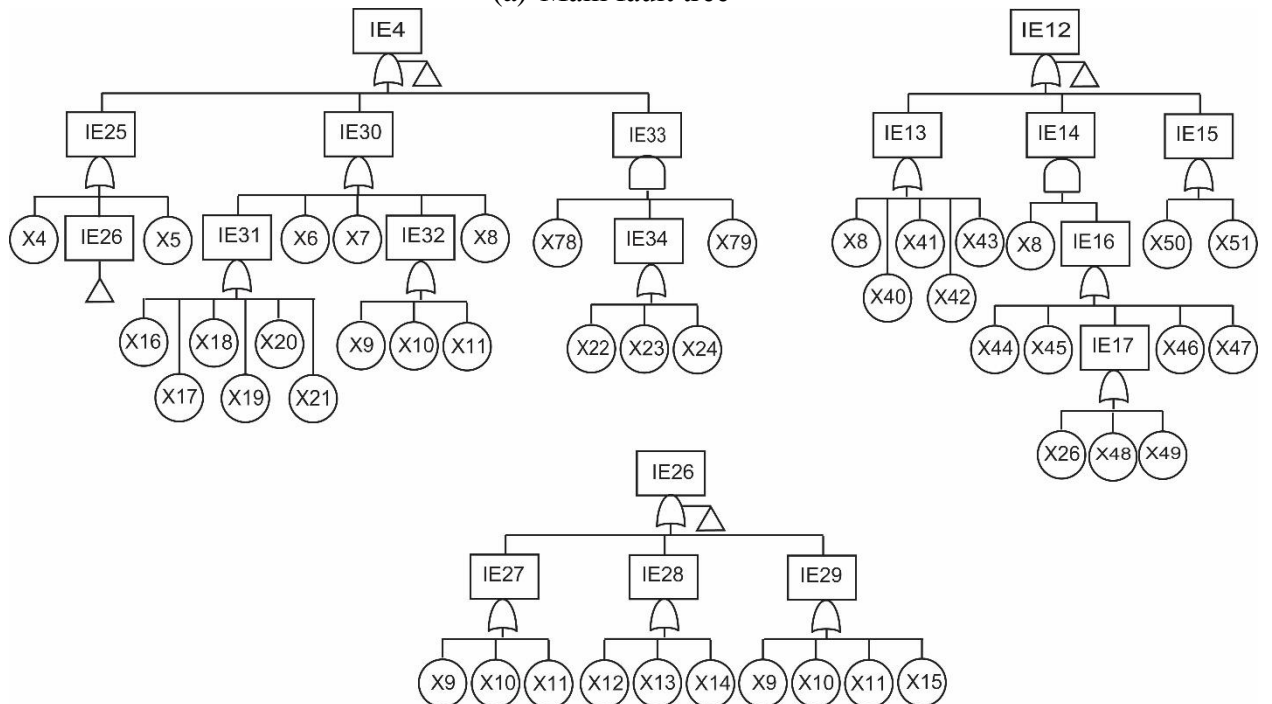 (a) Main fault tree
IE4 IE12
IE25 IE30 IE33 IE13 IE14 IE15
X4 IE26 X5 IE31 X6 X7 IE32 X8 X78 IE34 X79 X8 X41 X43 X8 IE16 X50 X51
X40 X42
X16 X18 X20 X9 X10 X11 X22 X23 X24 X44 X45 IE17 X46 X47
X17 X19 X21
X26 X48 X49
IE26
IE27 IE28 IE29
X9 X10 X11 X12 X13 X14 X9 X10 X11 X15